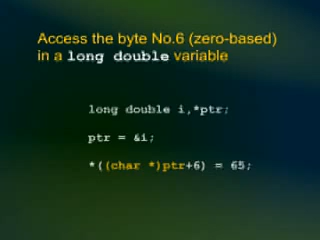 Access the byte No.6 (zero-based)
in a long double variable
long double i,*ptr;
ptr = &i;
*((char *)ptr+6) = 65;